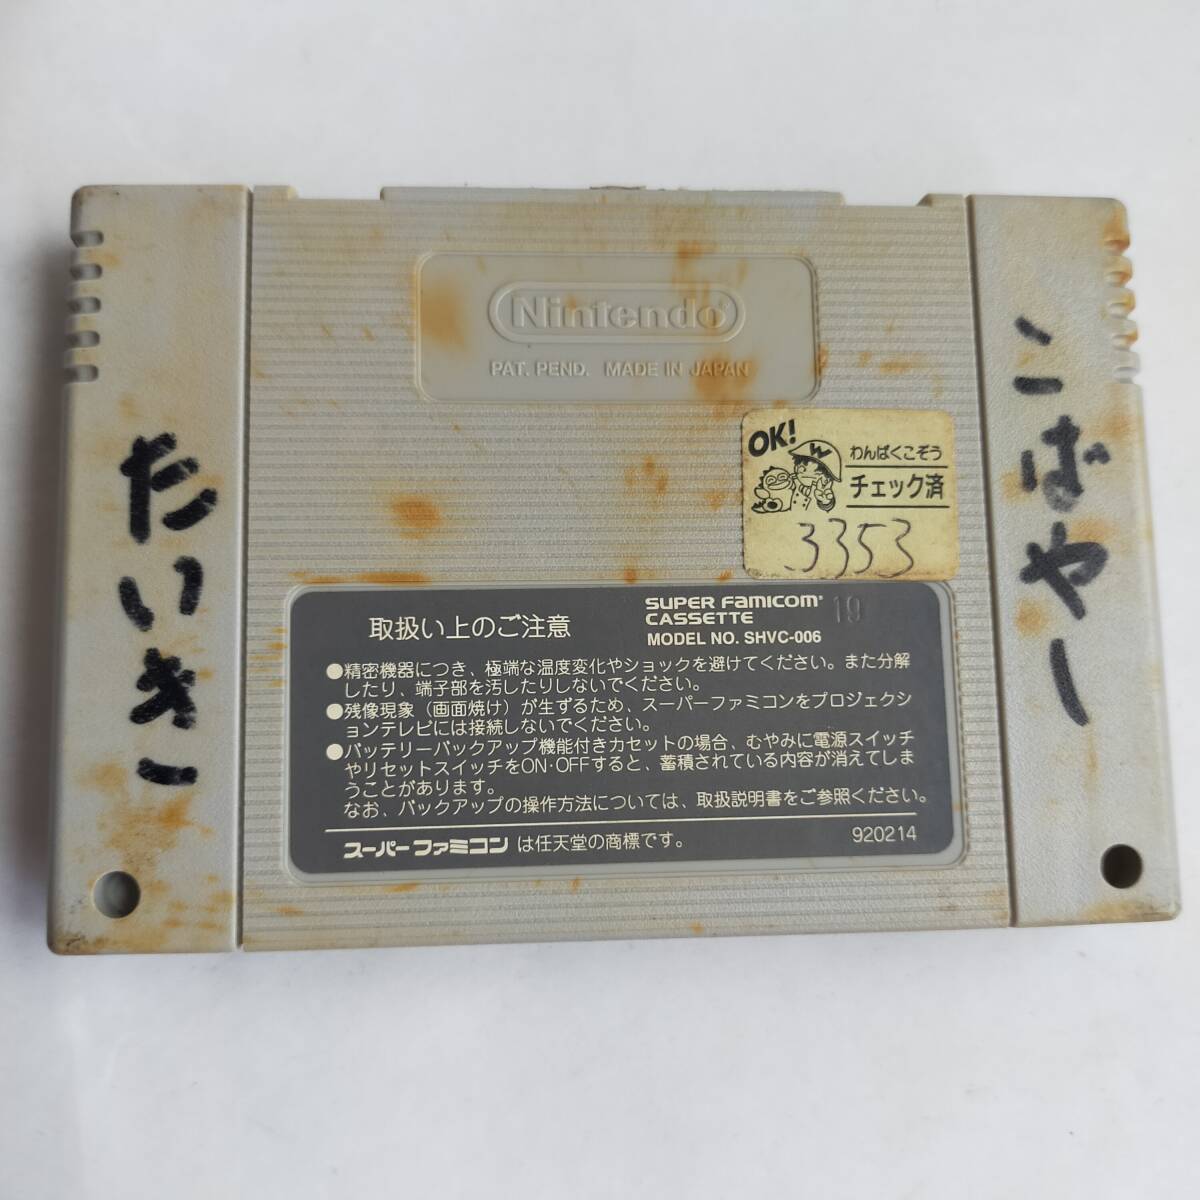 Nintendo
PAT. PEND. MADE IN JAPAN
こばやし
たいき
OK!
W
わんぱくこぞう
チェック済
3353
取扱い上のご注意
SUPER FAMICOM
CASSETTE
19
MODEL NO. SHVC-006
●精密機器につき、極端な温度変化やショックを避けてください。また分解
したり、端子部を汚したりしないでください。
●残像現象（画面焼け）が生ずるため、スーパーファミコンをプロジェクシ
ョンテレビには接続しないでください。
●バッテリーバックアップ機能付きカセットの場合、むやみに電源スイッチ
やリセットスイッチをON・OFFすると、蓄積されている内容が消えてしま
うことがあります。
なお、バックアップの操作方法については、取扱説明書をご参照ください。
スーパーファミコンは任天堂の商標です。
920214